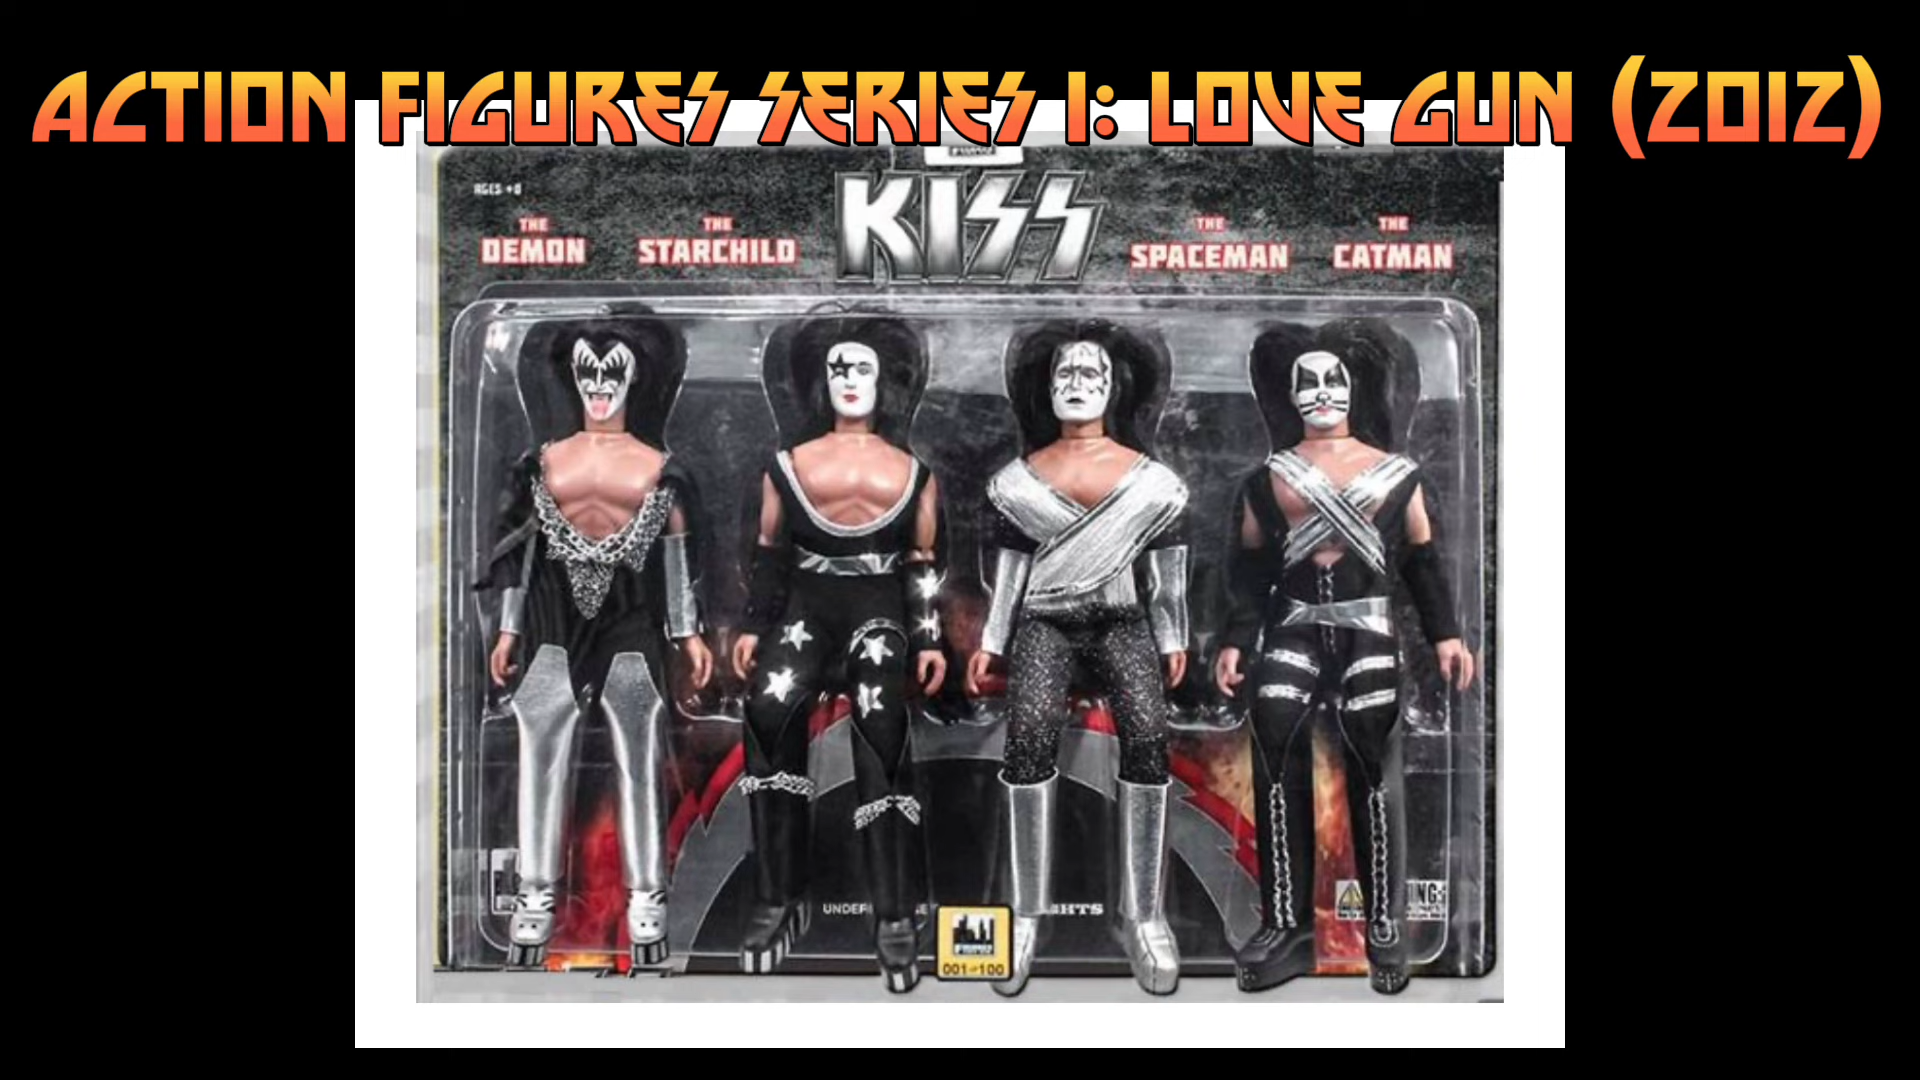 ACTION FIGURES SERIES 1: LOVE GUN (2012)
AGES +8
KISS
THE DEMON
THE STARCHILD
THE SPACEMAN
THE CATMAN
001 of 100